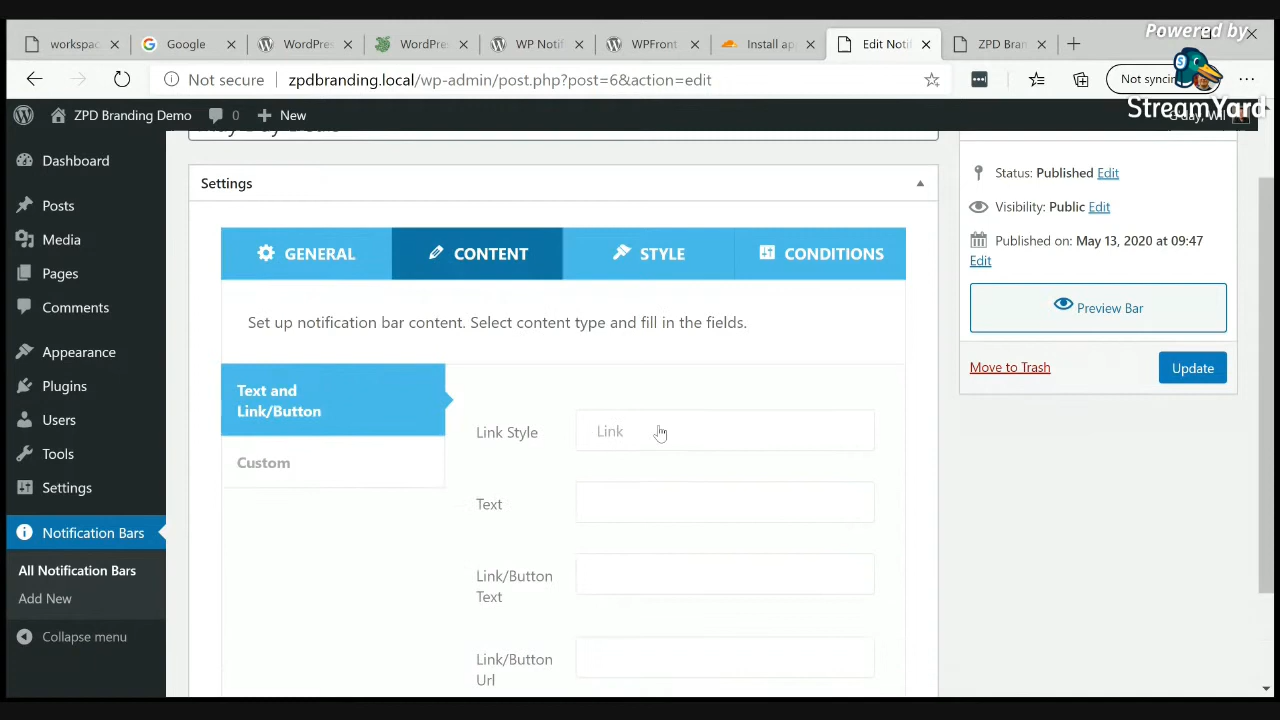 Powered by
StreamYard
workspac
Google
WordPres
WordPres
WP Notif
WPFront
Install ap
Edit Notif
ZPD Bran
Not secure
zpdbranding.local/wp-admin/post.php?post=6&action=edit
Not syncing
ZPD Branding Demo
0
New
Dashboard
Posts
Media
Pages
Comments
Appearance
Plugins
Users
Tools
Settings
Notification Bars
All Notification Bars
Add New
Collapse menu
Settings
GENERAL
CONTENT
STYLE
CONDITIONS
Set up notification bar content. Select content type and fill in the fields.
Text and
Link/Button
Custom
Link Style
Link
Text
Link/Button
Text
Link/Button
Url
Status: Published Edit
Visibility: Public Edit
Published on: May 13, 2020 at 09:47
Edit
Preview Bar
Move to Trash
Update